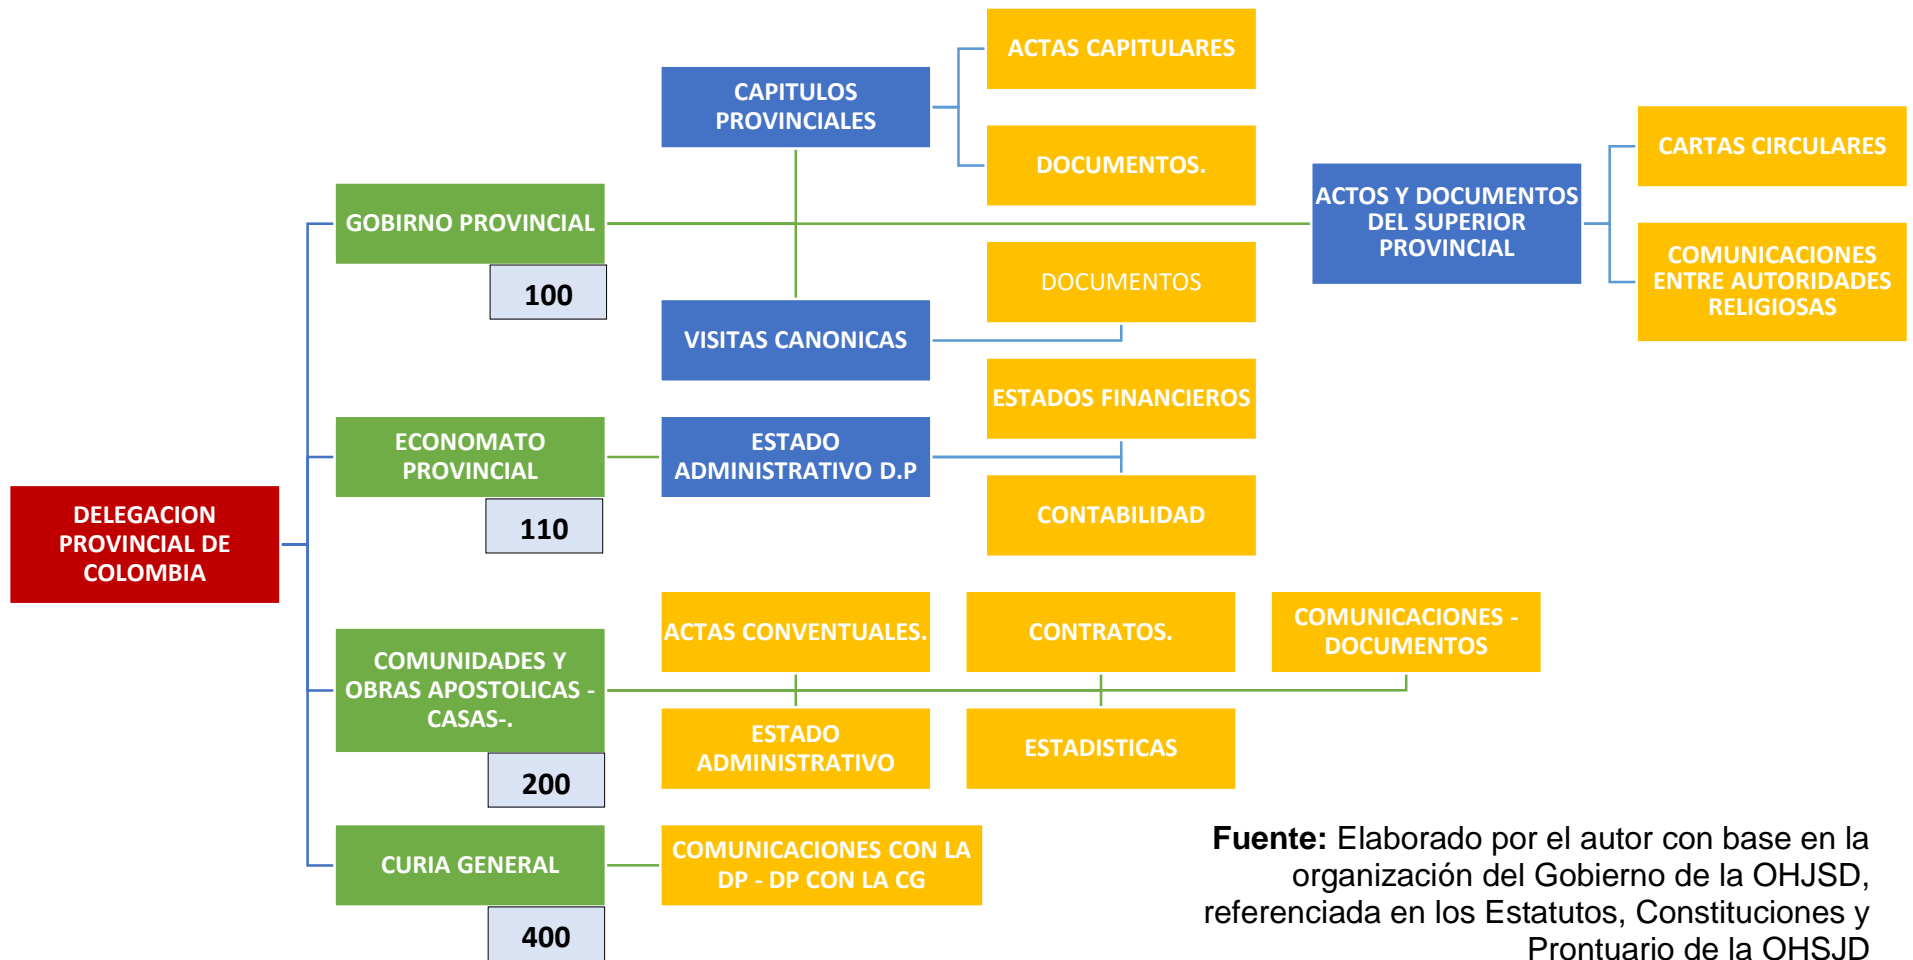 ACTAS CAPITULARES
CAPITULOS
PROVINCIALES
DOCUMENTOS.
CARTAS CIRCULARES
ACTOS Y DOCUMENTOS
DEL SUPERIOR
PROVINCIAL
COMUNICACIONES
ENTRE AUTORIDADES
RELIGIOSAS
GOBIRNO PROVINCIAL
100
DOCUMENTOS
VISITAS CANONICAS
ESTADOS FINANCIEROS
ECONOMATO
PROVINCIAL
110
ESTADO
ADMINISTRATIVO D.P
CONTABILIDAD
DELEGACION
PROVINCIAL DE
COLOMBIA
ACTAS CONVENTUALES.
CONTRATOS.
COMUNICACIONES -
DOCUMENTOS
COMUNIDADES Y
OBRAS APOSTOLICAS -
CASAS-.
200
ESTADO
ADMINISTRATIVO
ESTADISTICAS
CURIA GENERAL
400
COMUNICACIONES CON LA
DP - DP CON LA CG
Fuente: Elaborado por el autor con base en la
organización del Gobierno de la OHJSD,
referenciada en los Estatutos, Constituciones y
Prontuario de la OHSJD